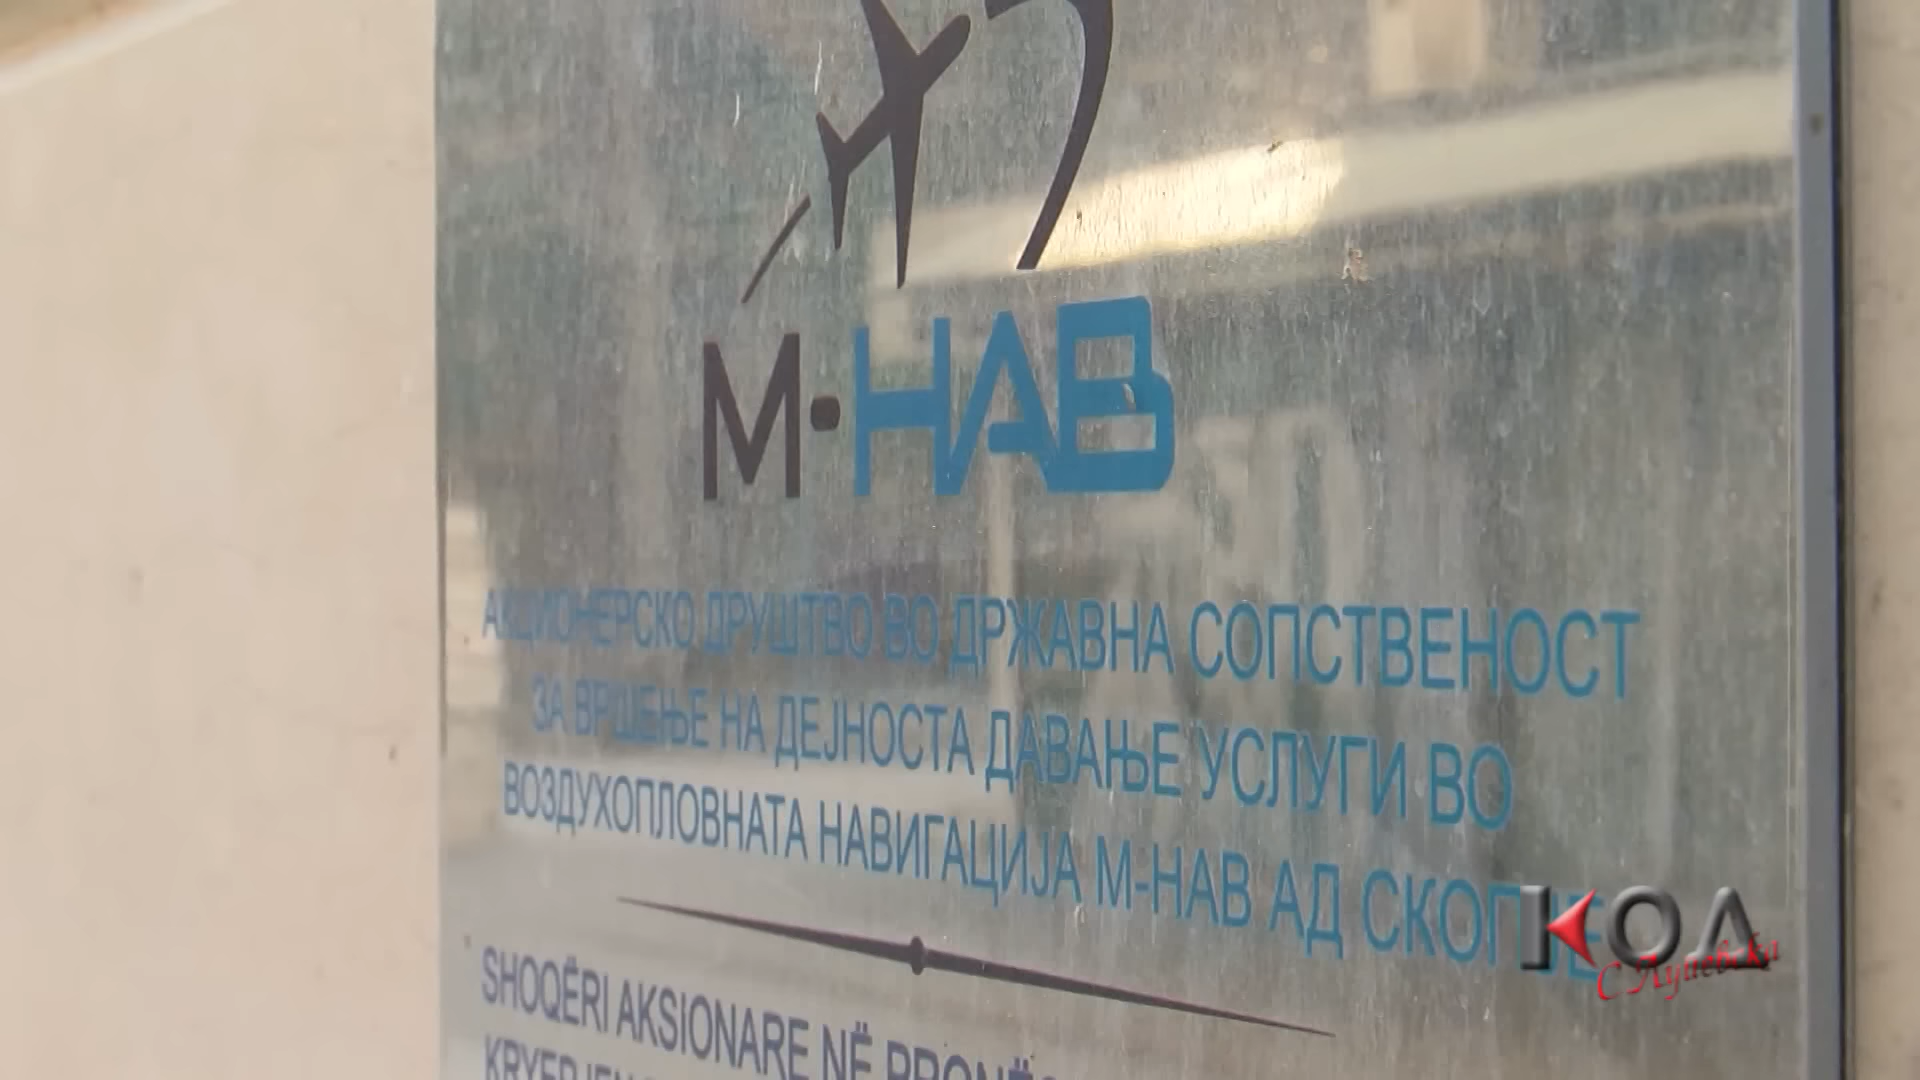 М-НАВ
АКЦИОНЕРСКО ДРУШТВО ВО ДРЖАВНА СОПСТВЕНОСТ
ЗА ВРШЕЊЕ НА ДЕЈНОСТА ДАВАЊЕ УСЛУГИ ВО
ВОЗДУХОПЛОВНАТА НАВИГАЦИЈА М-НАВ АД СКОПЈЕ
SHOQËRI AKSIONARE NË
КОД